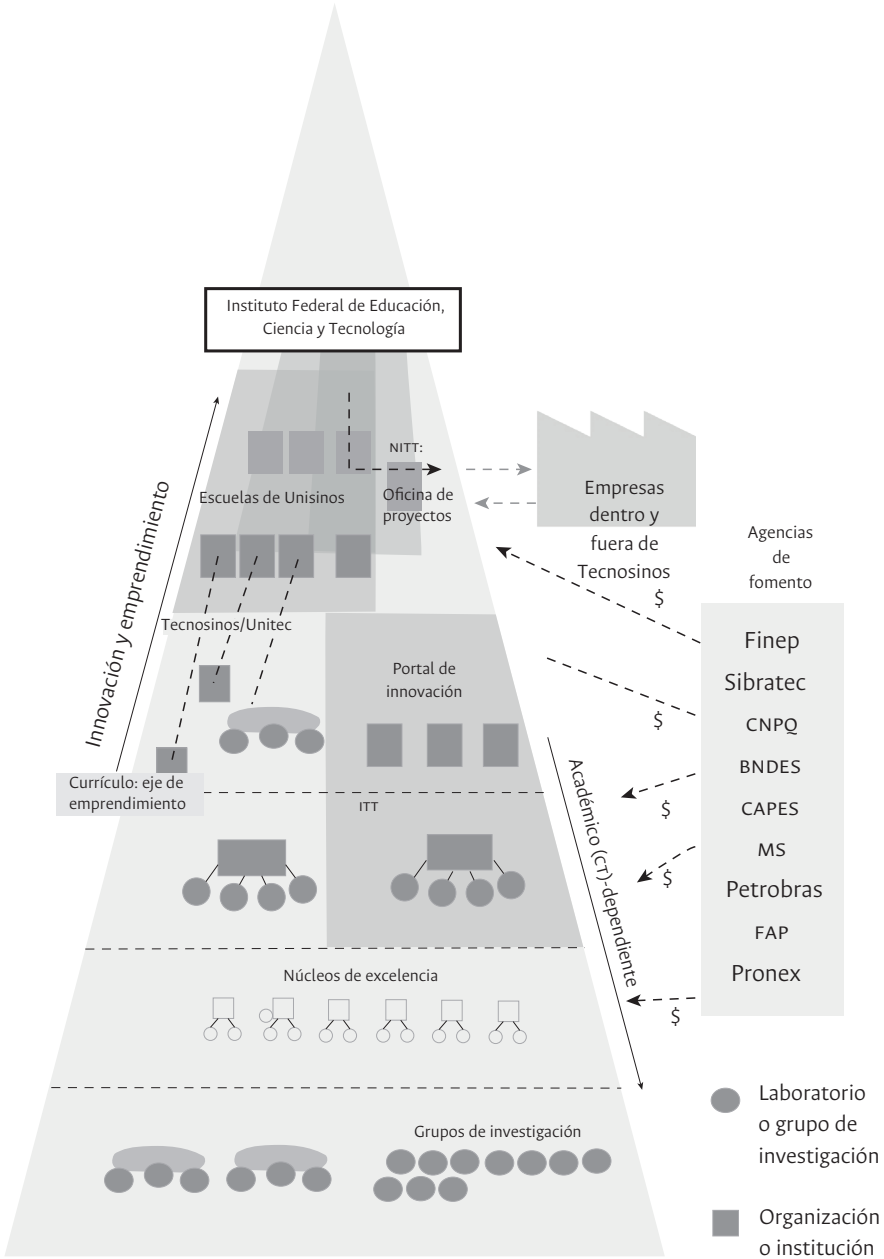 Instituto Federal de Educación,
Ciencia y Tecnología
NITT:
Escuelas de Unisinos
Oficina de
proyectos
Empresas
dentro y
fuera de
Tecnosinos
Agencias
de
fomento
Innovación y emprendimiento
$
Finep
Sibratec
CNPQ
BNDES
CAPES
MS
Petrobras
FAP
Pronex
Tecnosinos/Unitec
Portal de
innovación
$
Currículo: eje de
emprendimiento
ITT
$
Académico (CT)-dependiente
$
Núcleos de excelencia
$
Grupos de investigación
Laboratorio
o grupo de
investigación
Organización
o institución